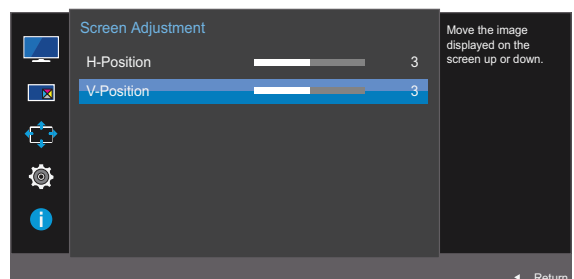 Screen Adjustment
H-Position 3
V-Position 3
Move the image
displayed on the
screen up or down.
Return